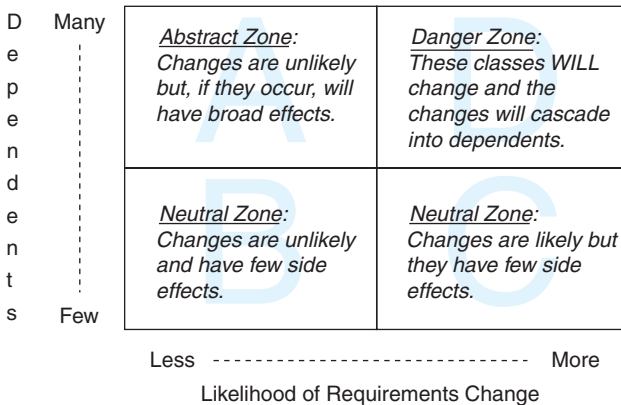 Dependents
Many
Few
A
Abstract Zone:
Changes are unlikely
but, if they occur, will
have broad effects.
D
Danger Zone:
These classes WILL
change and the
changes will cascade
into dependents.
B
Neutral Zone:
Changes are unlikely
and have few side
effects.
C
Neutral Zone:
Changes are likely but
they have few side
effects.
Less
More
Likelihood of Requirements Change